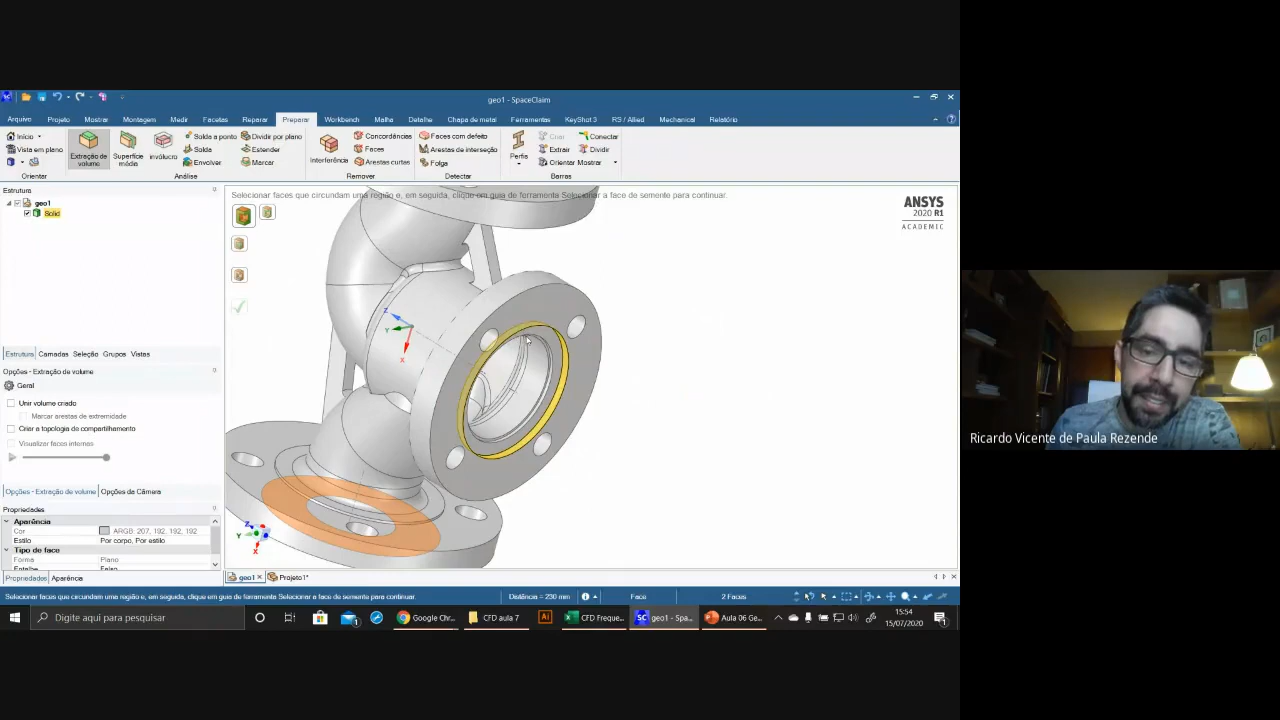 geo1 - SpaceClaim
Arquivo Projeto Mostrar Montagem Medir Facetas Reparar Preparar Workbench Malha Detalhe Chapa de metal Ferramentas KeyShot 3 RS / Allied Mechanical Relatório
Início
Vista em plano
Orientar
Extração de volume
Superfície média
invólucro
Solda a ponto
Solda
Envolver
Dividir por plano
Estender
Marcar
Análise
Interferência
Concordâncias
Faces
Arestas curtas
Remover
Faces com defeito
Arestas de interseção
Folga
Detectar
Perfis
Criar
Extrair
Orientar Mostrar
Conectar
Dividir
Barras
Estrutura
geo1
Solid
Estrutura Camadas Seleção Grupos Vistas
Opções - Extração de volume
Geral
Unir volume criado
Marcar arestas de extremidade
Criar a topologia de compartilhamento
Visualizar faces internas
Opções - Extração de volume Opções da Câmera
Propriedades
Aparência
Cor ARGB: 207, 192, 192, 192
Estilo Por corpo, Por estilo
Tipo de face
Forma Plano
Falso
Propriedades Aparência
Selecionar faces que circundam uma região e, em seguida, clique em guia de ferramenta Selecionar a face de semente para continuar.
ANSYS
2020 R1
ACADEMIC
Z
Y
X
Z
Y
X
geo1 Projeto1*
Selecionar faces que circundam uma região e, em seguida, clique em guia de ferramenta Selecionar a face de semente para continuar. Distância = 230 mm Face 2 Faces
Digite aqui para pesquisar
Google Chr...
CFD aula 7
Ai
CFD Freque...
geo1 - Spa...
Aula 06 Ge...
15:54
15/07/2020
Ricardo Vicente de Paula Rezende